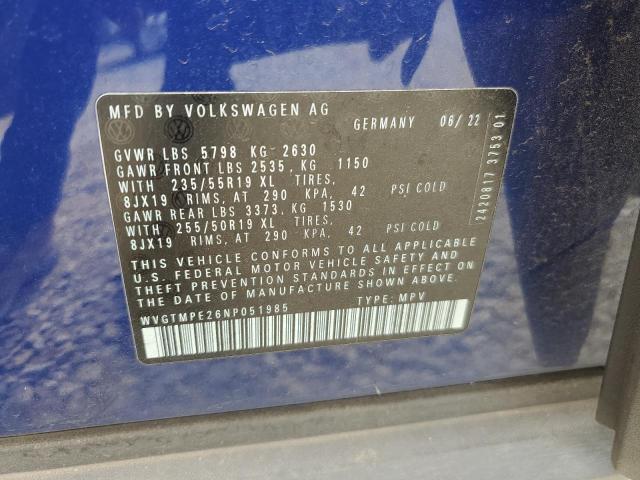 MFD BY VOLKSWAGEN AG
GERMANY 06/22
GVWR LBS 5798 KG 2630
GAWR FRONT LBS 2535, KG 1150
WITH 235/55R19 XL TIRES,
8JX19 RIMS, AT 290 KPA, 42 PSI COLD
GAWR REAR LBS 3373, KG 1530
WITH 255/50R19 XL TIRES,
8JX19 RIMS, AT 290 KPA, 42 PSI COLD
THIS VEHICLE CONFORMS TO ALL APPLICABLE
U.S. FEDERAL MOTOR VEHICLE SAFETY AND
THEFT PREVENTION STANDARDS IN EFFECT ON
THE DATE OF MANUFACTURE SHOWN ABOVE.
WVGTMPE26NP051985 TYPE: MPV
2420817 3753 01